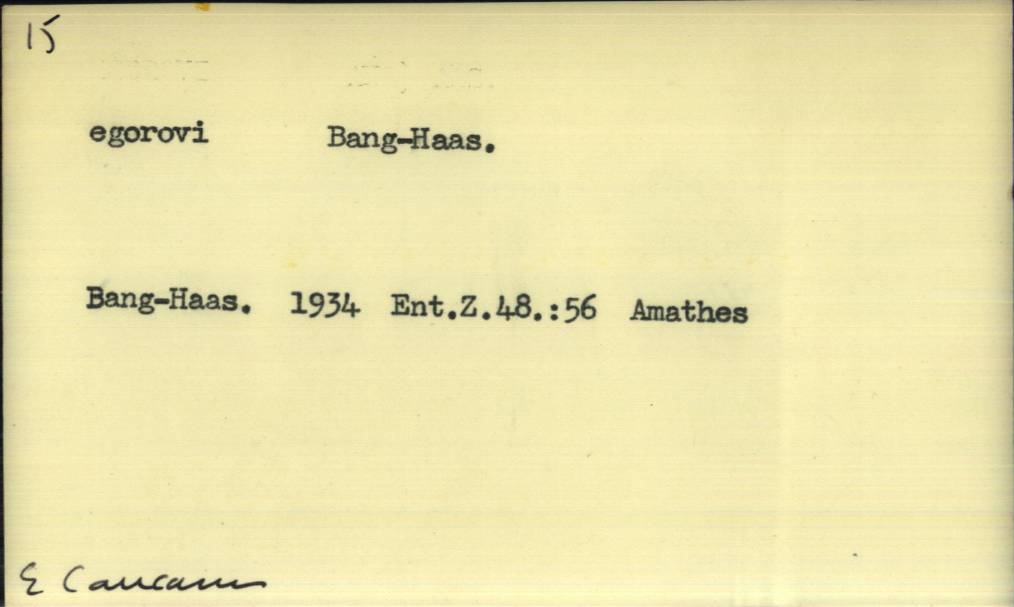 15
egorovi Bang-Haas.
Bang-Haas. 1934 Ent.Z.48.:56 Amathes
E Caucasus